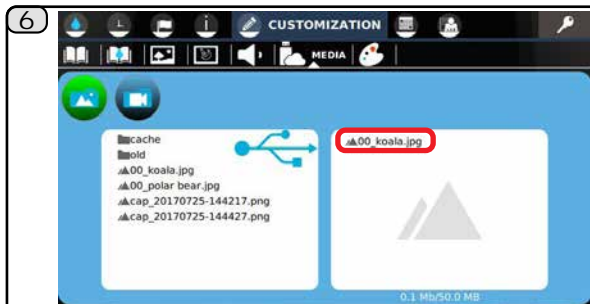 6
CUSTOMIZATION
MEDIA
cache
old
00_koala.jpg
00_polar bear.jpg
cap_20170725-144217.png
cap_20170725-144427.png
00_koala.jpg
0.1 Mb/50.0 MB